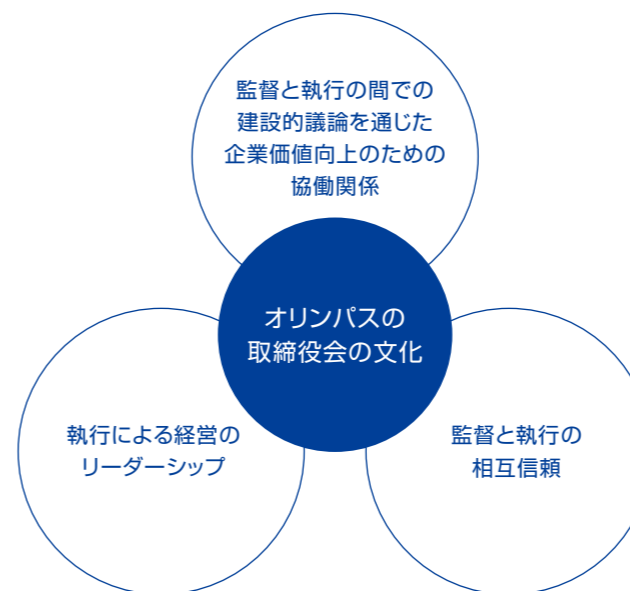 監督と執行の間での
建設的議論を通じた
企業価値向上のための
協働関係
オリンパスの
取締役会の文化
執行による経営の
リーダーシップ
監督と執行の
相互信頼